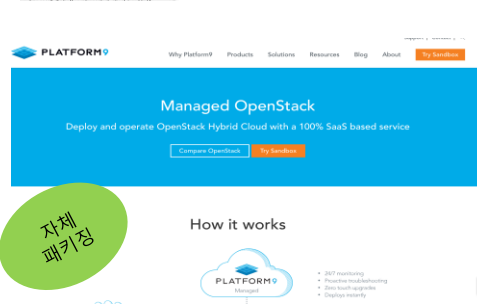 PLATFORM9
Why Platform9 Products Solutions Resources Blog About Try Sandbox
Managed OpenStack
Deploy and operate OpenStack Hybrid Cloud with a 100% SaaS based service
Compare OpenStack Try Sandbox
자체
패키징
How it works
PLATFORM9
Managed
24/7 monitoring
Proactive troubleshooting
Zero touch upgrades
Deploys instantly